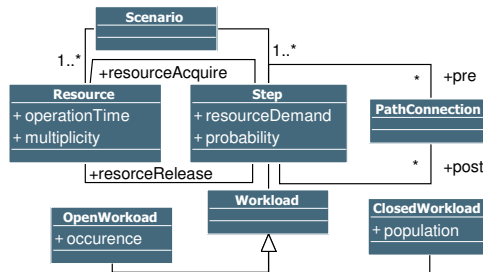 Scenario
1..*
1..*
+resourceAcquire
* +pre
Resource
+ operationTime
+ multiplicity
Step
+ resourceDemand
+ probability
PathConnection
+resorceRelease
* +post
Workload
OpenWorkoad
+ occurence
ClosedWorkload
+ population